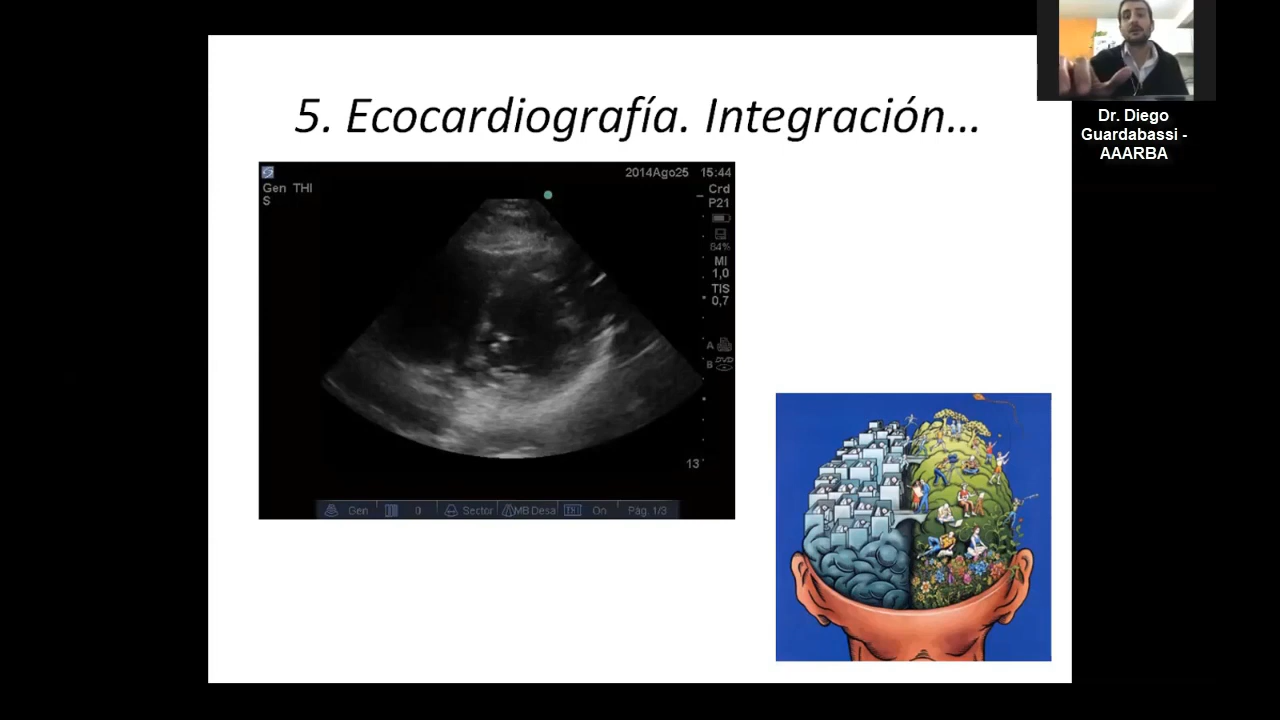 5. Ecocardiografía. Integración...
Dr. Diego
Guardabassi -
AAARBA
2014Ago25 15:44
Gen THI
S
Crd
P21
64%
MI
1,0
TIS
0,7
A
B DVD
13
Gen 0 Sector MB Desa THI On Pág. 1/3